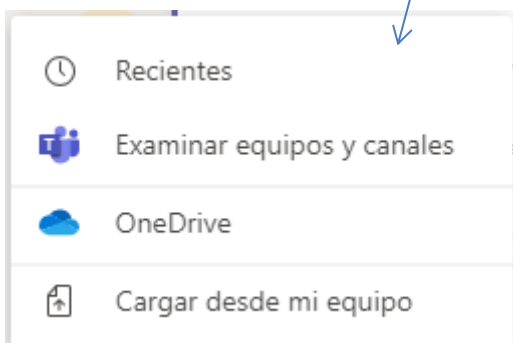 Recientes
Examinar equipos y canales
OneDrive
Cargar desde mi equipo